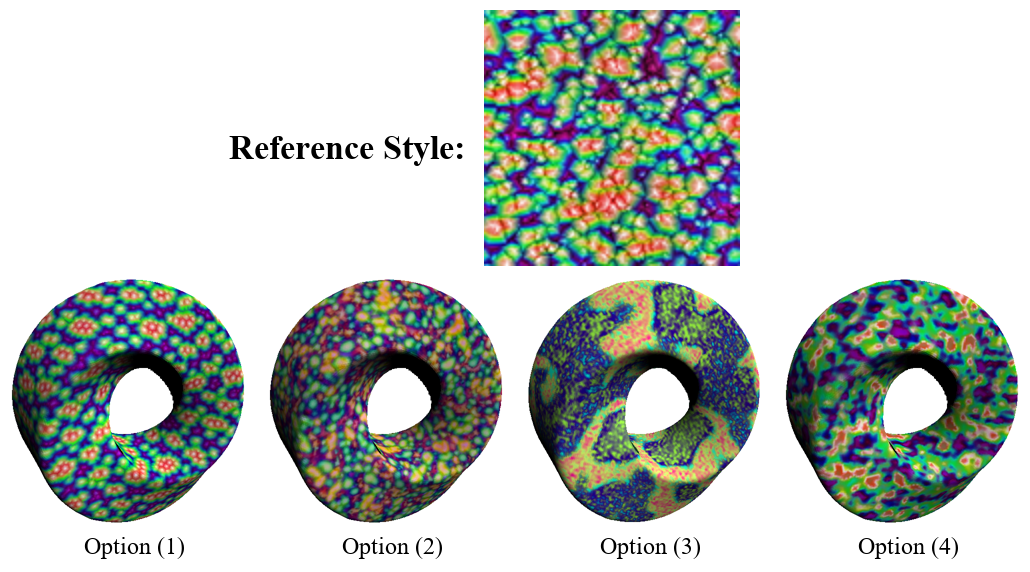 Reference Style:
Option (1)
Option (2)
Option (3)
Option (4)